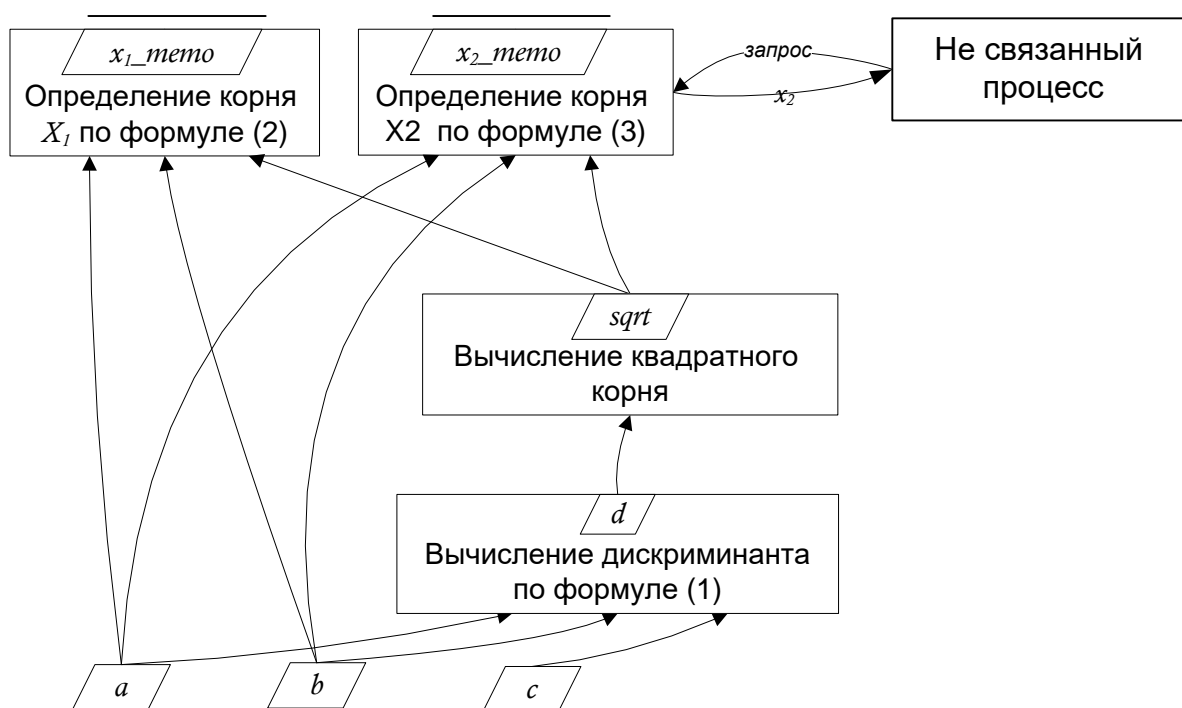 x₁_memo
Определение корня
X₁ по формуле (2)
x₂_memo
Определение корня
X2 по формуле (3)
запрос
x₂
Не связанный
процесс
sqrt
Вычисление квадратного
корня
d
Вычисление дискриминанта
по формуле (1)
a
b
c